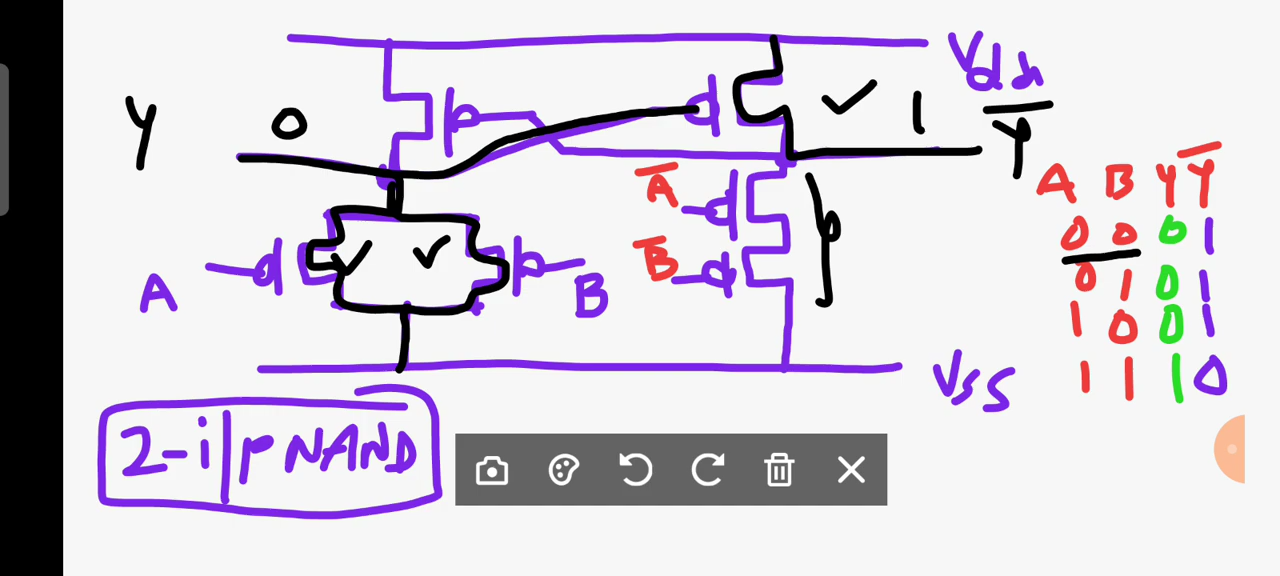 Vdd
Y 0
1 Y̅
A̅
B̅
A
B
A B Y Y̅
0 0 0 1
0 1 0 1
1 0 0 1
1 1 1 0
Vss
2-i/p NAND